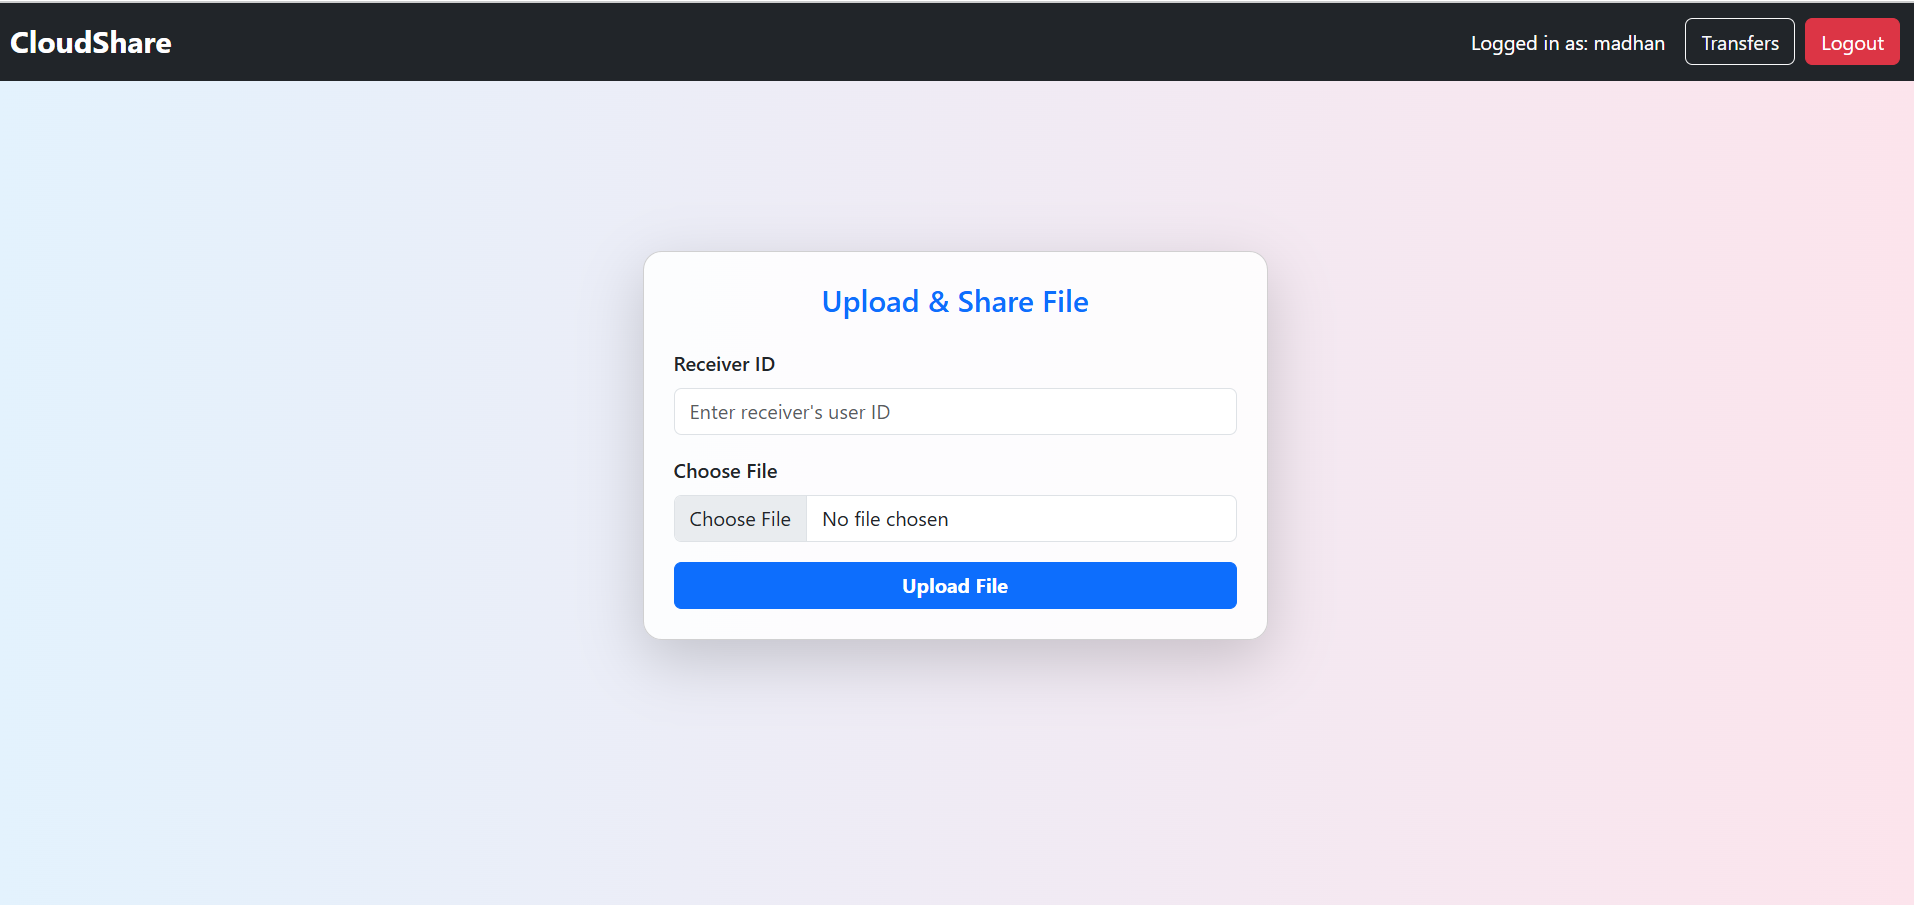 CloudShare
Logged in as: madhan
Transfers
Logout
Upload & Share File
Receiver ID
Enter receiver's user ID
Choose File
Choose File
No file chosen
Upload File